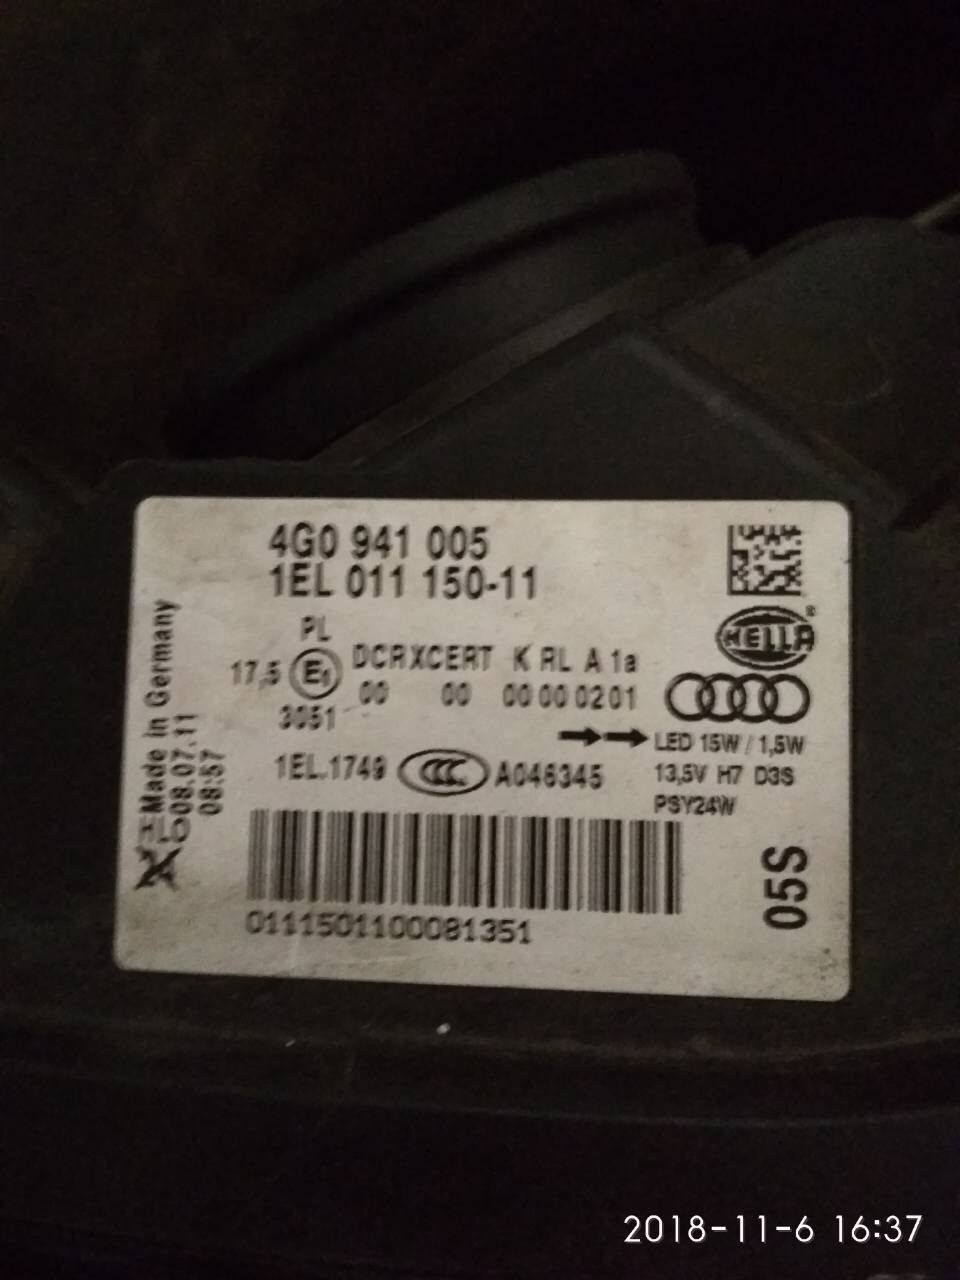 4G0 941 005
1EL 011 150-11
HELLA
®
PL
17,5 E1 DCRXCERT K RL A 1a
00 00 00 00 0201
3051
LED 15W / 1,5W
1EL.1749 CCC A046345
13,5V H7 D3S
PSY24W
Made in Germany
08.07.11
08:57
HLO
05S
0111501100081351
2018-11-6 16:37